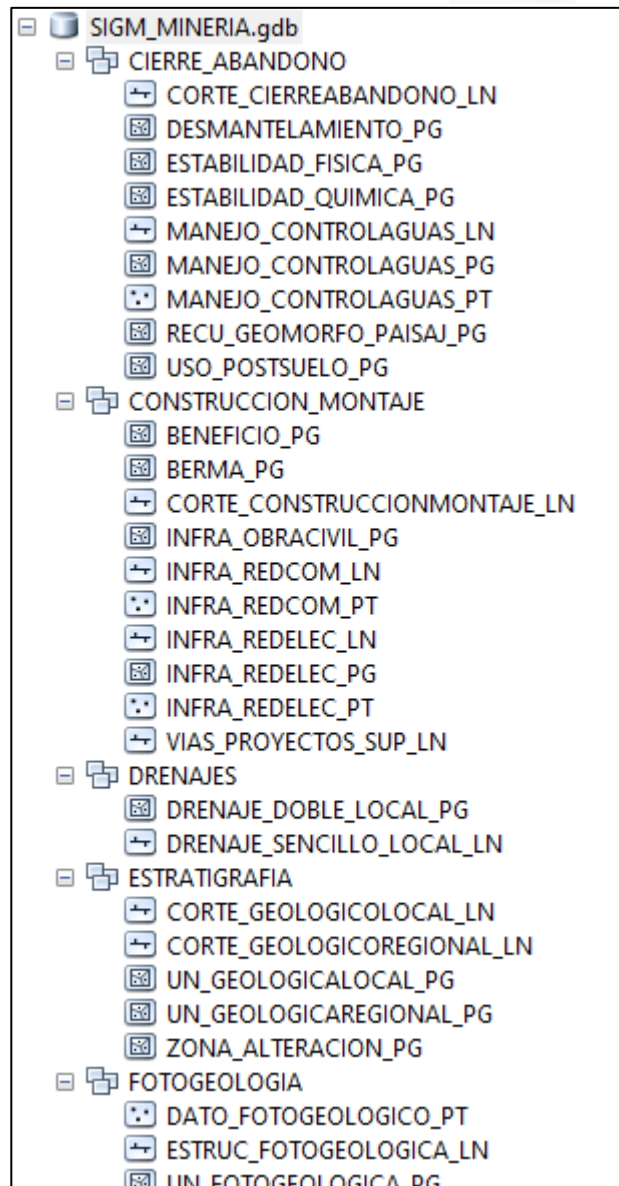 SIGM_MINERIA.gdb
CIERRE_ABANDONO
CORTE_CIERREABANDONO_LN
DESMANTELAMIENTO_PG
ESTABILIDAD_FISICA_PG
ESTABILIDAD_QUIMICA_PG
MANEJO_CONTROLAGUAS_LN
MANEJO_CONTROLAGUAS_PG
MANEJO_CONTROLAGUAS_PT
RECU_GEOMORFO_PAISAJ_PG
USO_POSTSUELO_PG
CONSTRUCCION_MONTAJE
BENEFICIO_PG
BERMA_PG
CORTE_CONSTRUCCIONMONTAJE_LN
INFRA_OBRACIVIL_PG
INFRA_REDCOM_LN
INFRA_REDCOM_PT
INFRA_REDELEC_LN
INFRA_REDELEC_PG
INFRA_REDELEC_PT
VIAS_PROYECTOS_SUP_LN
DRENAJES
DRENAJE_DOBLE_LOCAL_PG
DRENAJE_SENCILLO_LOCAL_LN
ESTRATIGRAFIA
CORTE_GEOLOGICOLOCAL_LN
CORTE_GEOLOGICOREGIONAL_LN
UN_GEOLOGICALOCAL_PG
UN_GEOLOGICAREGIONAL_PG
ZONA_ALTERACION_PG
FOTOGEOLOGIA
DATO_FOTOGEOLOGICO_PT
ESTRUC_FOTOGEOLOGICA_LN
UN_FOTOGEOLOGICA_PG